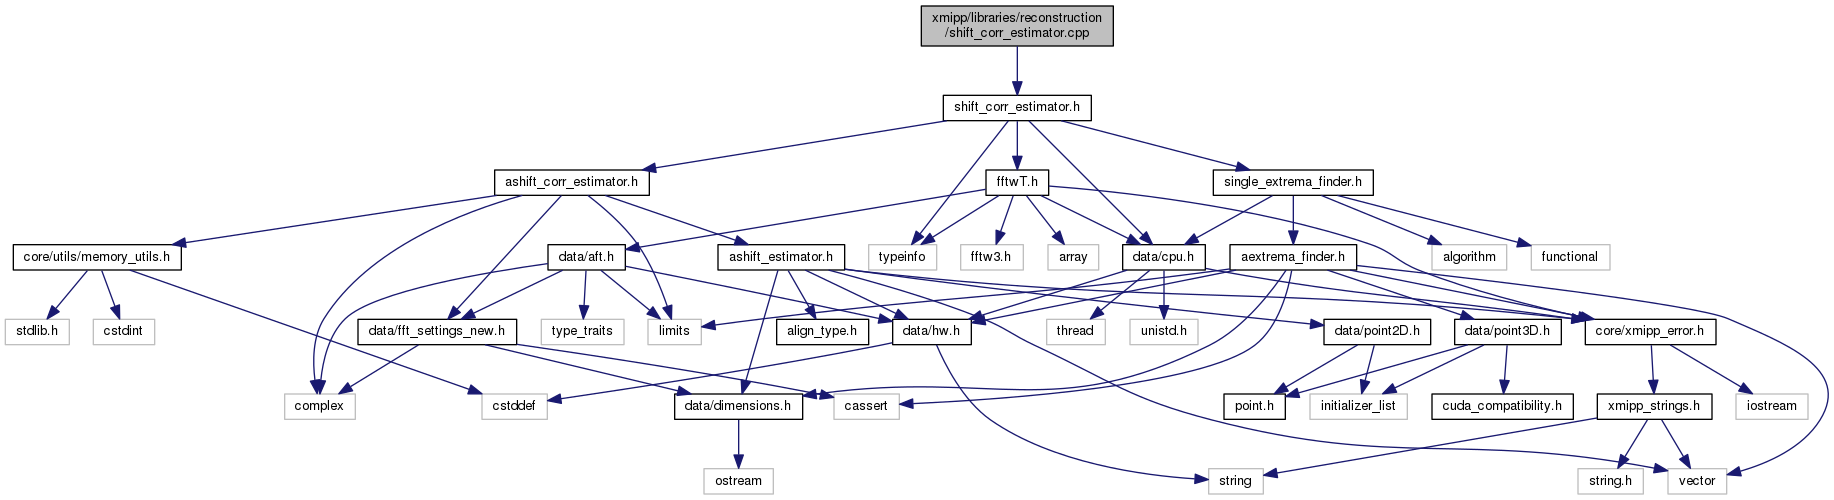 xmipp/libraries/reconstruction
/shift_corr_estimator.cpp
shift_corr_estimator.h
ashift_corr_estimator.h
fftwT.h
single_extrema_finder.h
core/utils/memory_utils.h
data/aft.h
ashift_estimator.h
typeinfo
fftw3.h
array
data/cpu.h
aextrema_finder.h
algorithm
functional
stdlib.h
cstdint
data/fft_settings_new.h
type_traits
limits
align_type.h
data/hw.h
thread
unistd.h
data/point2D.h
data/point3D.h
core/xmipp_error.h
complex
cstddef
data/dimensions.h
cassert
point.h
initializer_list
cuda_compatibility.h
xmipp_strings.h
iostream
ostream
string
string.h
vector